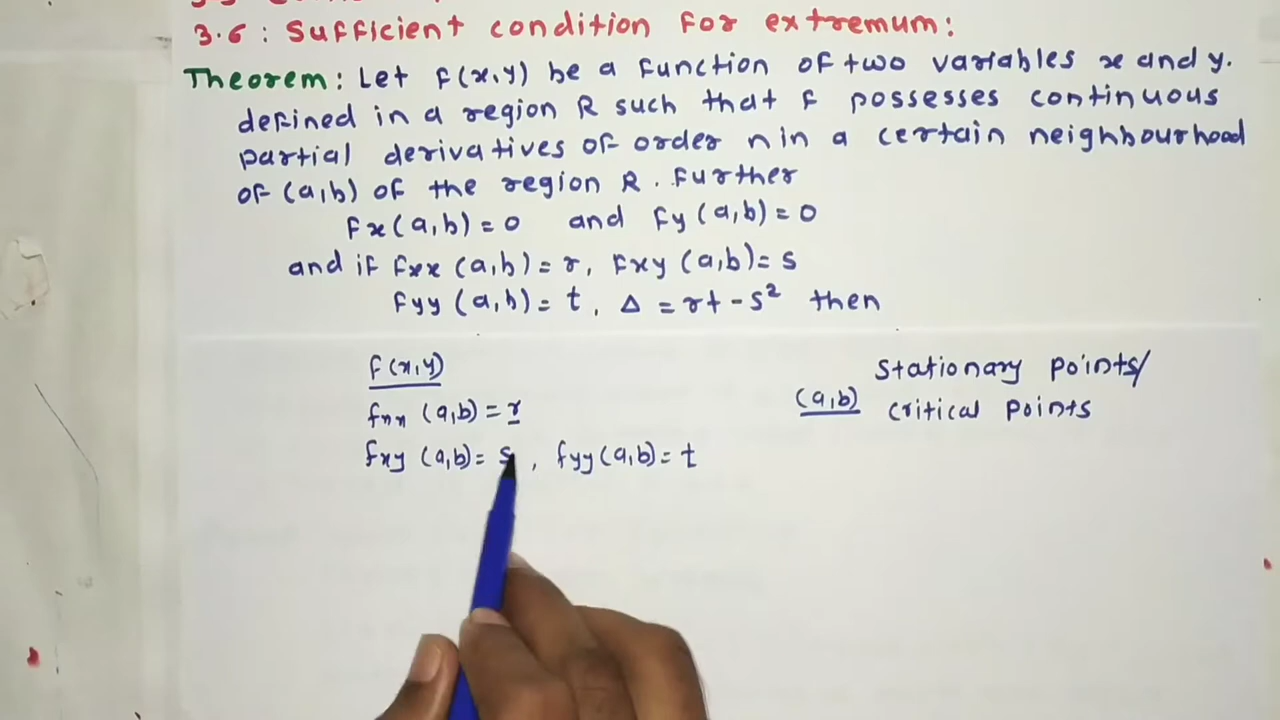 3.6 : Sufficient condition for extremum:
Theorem: Let f(x,y) be a function of two variables x and y.
defined in a region R such that f possesses continuous
partial derivatives of order n in a certain neighbourhood
of (a,b) of the region R. Further
fx(a,b)=0 and fy(a,b)=0
and if fxx(a,b)=r, fxy(a,b)=s
fyy(a,b)=t, Δ=rt-s² then
f(x,y)
Stationary points/
fxx(a,b)=r
(a,b) critical points
fxy(a,b)=s, fyy(a,b)=t